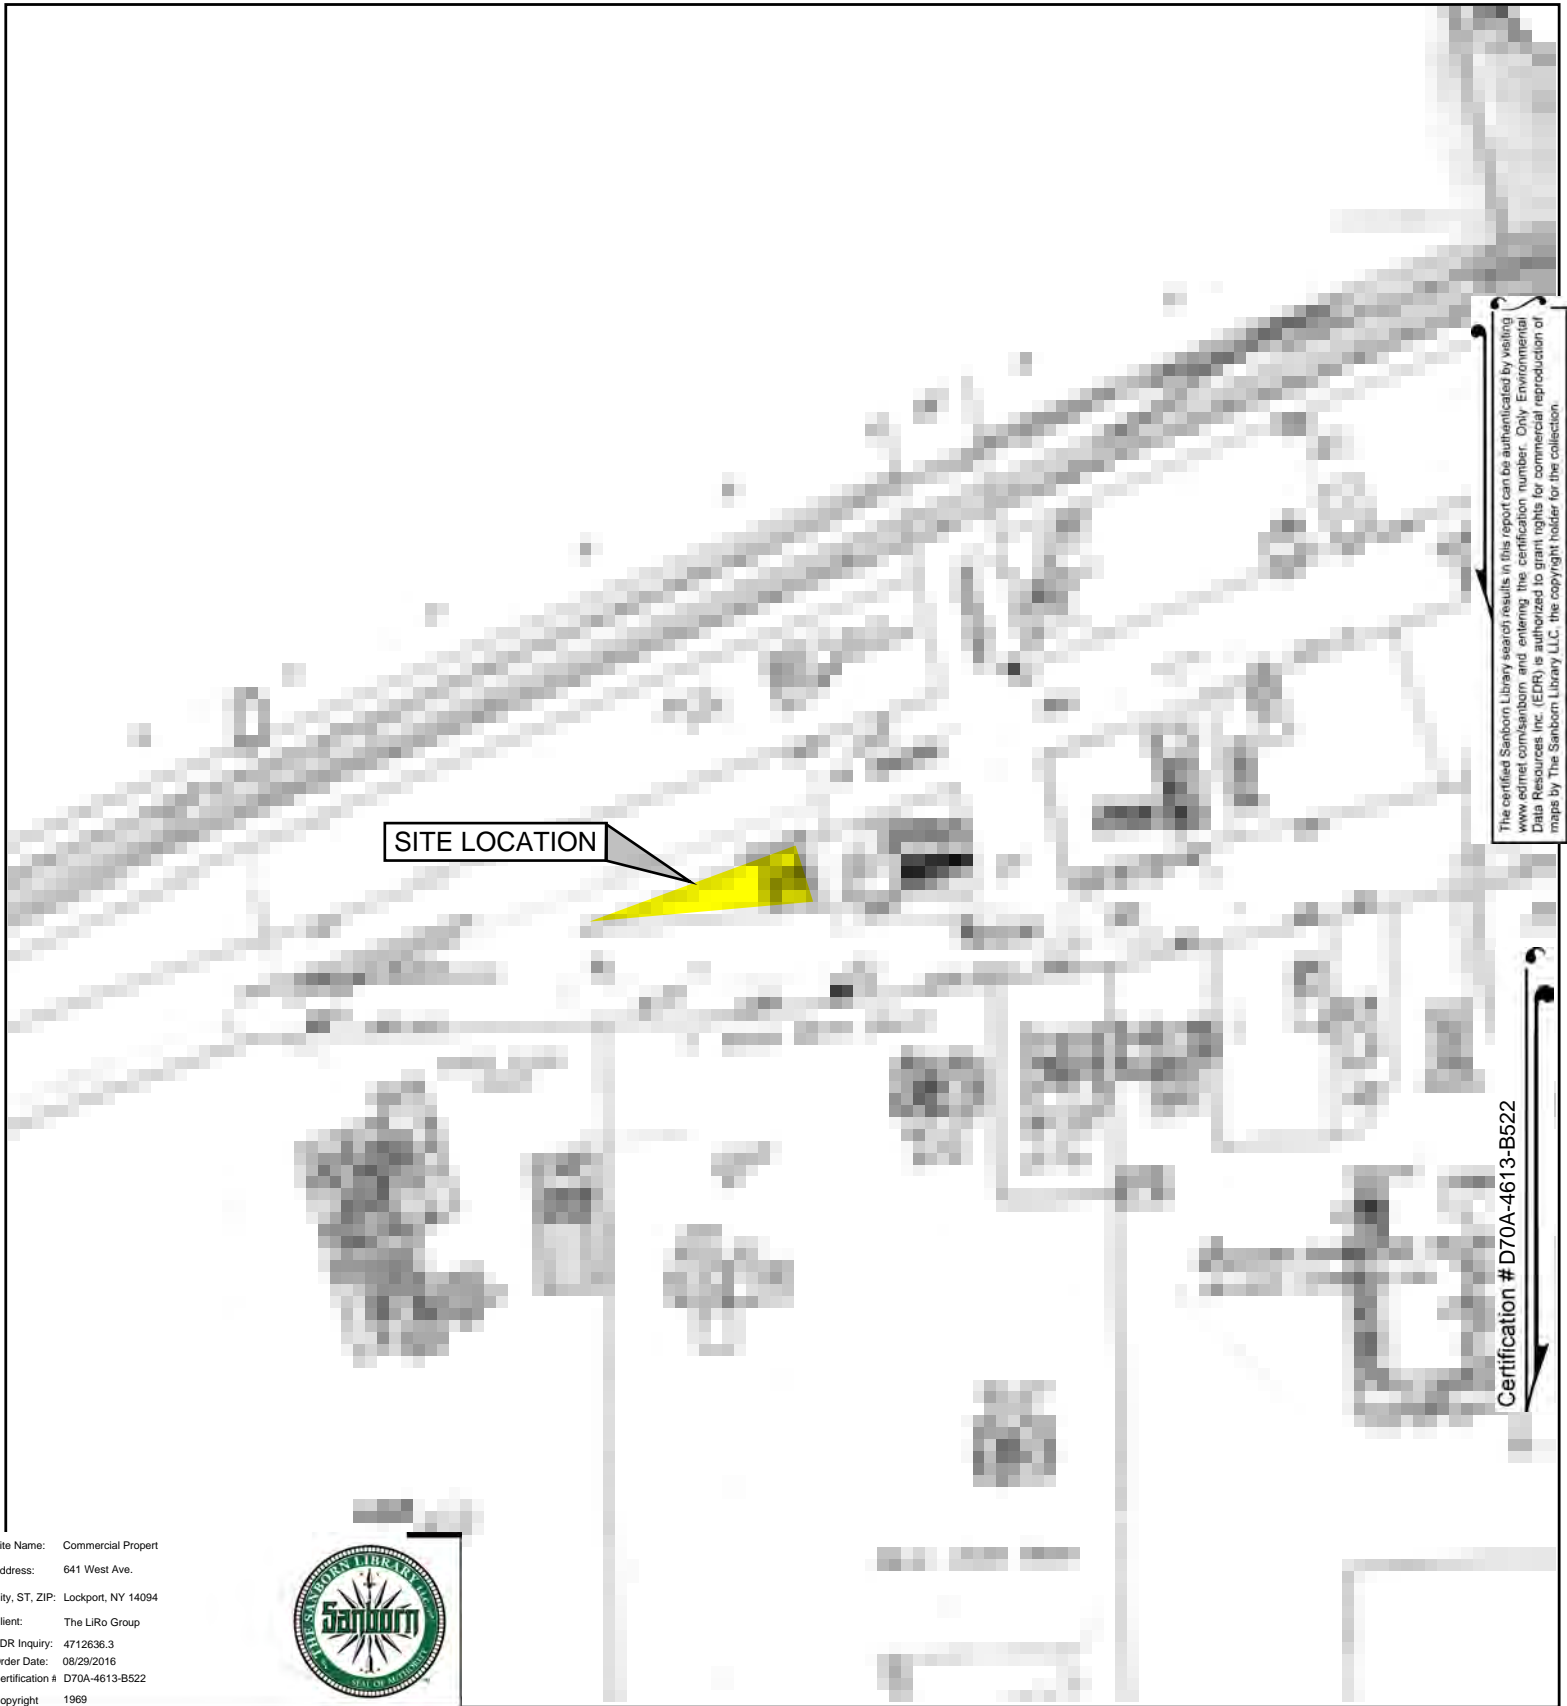 SITE LOCATION
The certified Sanborn Library search results in this report can be authenticated by visiting
www.edrnet.com/sanborn and entering the certification number. Only Environmental
Data Resources Inc. (EDR) is authorized to grant rights for commercial reproduction of
maps by The Sanborn Library LLC, the copyright holder for the collection.
Certification # D70A-4613-B522
ite Name: Commercial Propert
ddress: 641 West Ave.
ity, ST, ZIP: Lockport, NY 14094
lient: The LiRo Group
DR Inquiry: 4712636.3
rder Date: 08/29/2016
ertification # D70A-4613-B522
opyright 1969
THE SANBORN LIBRARY LLC
Sanborn
SEAL OF AUTHORITY